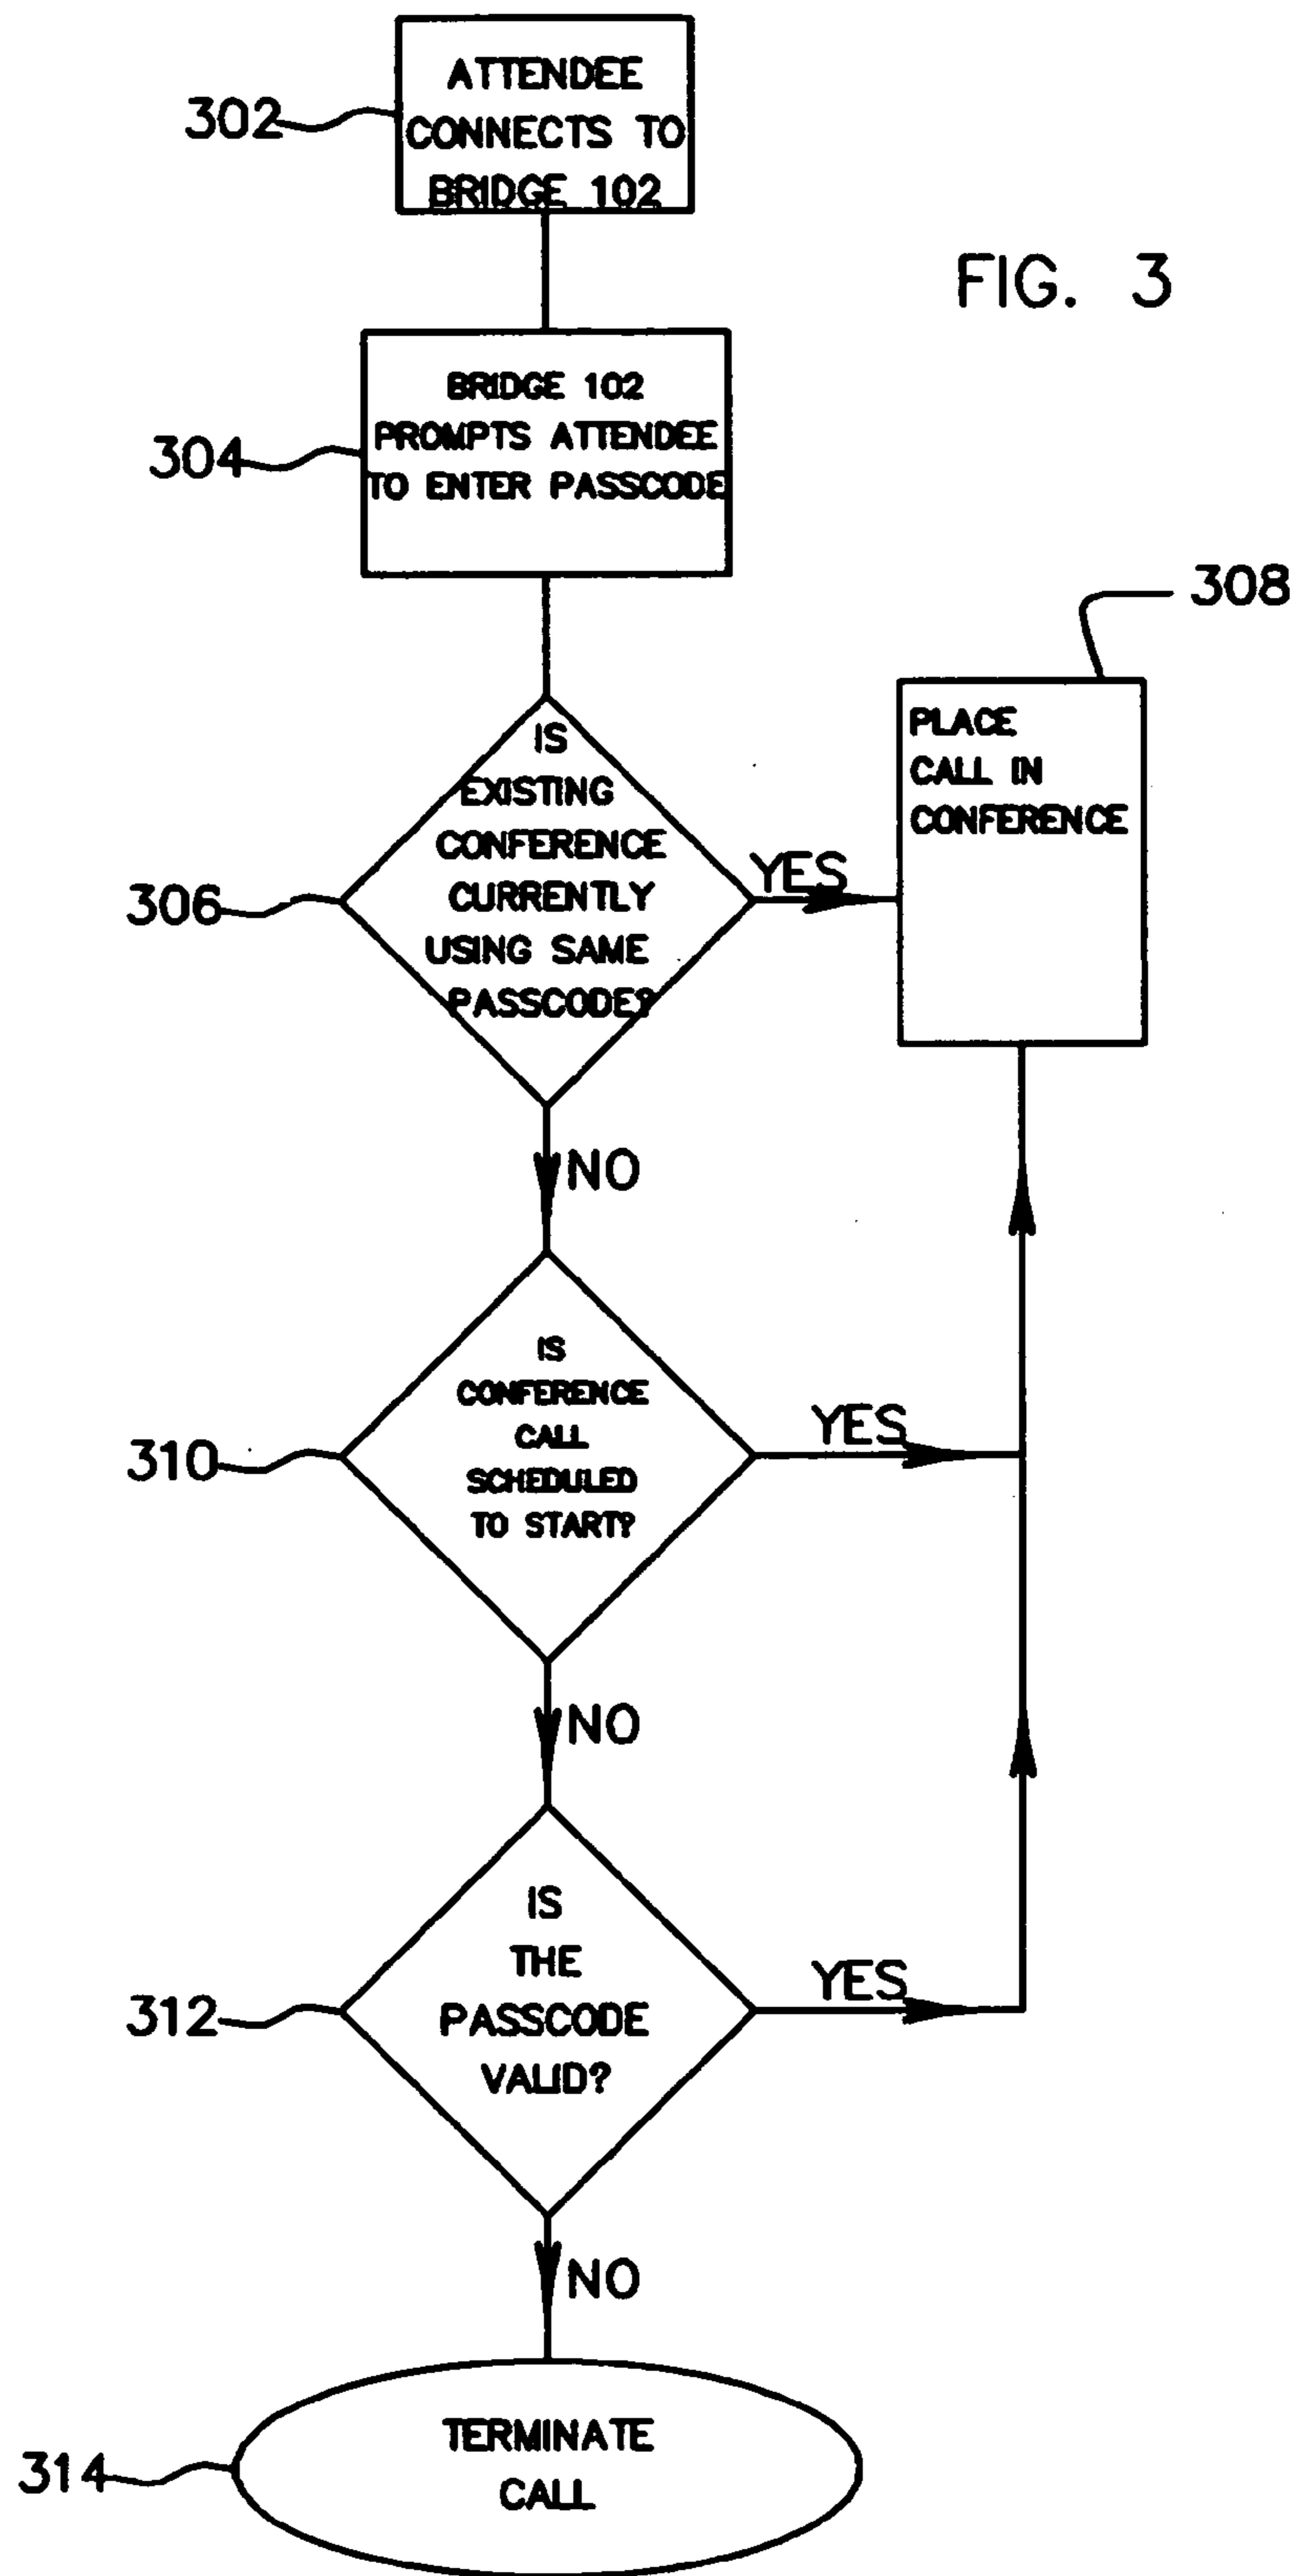 302
ATTENDEE
CONNECTS TO
BRIDGE 102
FIG. 3
304
BRIDGE 102
PROMPTS ATTENDEE
TO ENTER PASSCODE
308
PLACE
CALL IN
CONFERENCE
306
IS
EXISTING
CONFERENCE
CURRENTLY
USING SAME
PASSCODE?
YES
NO
310
IS
CONFERENCE
CALL
SCHEDULED
TO START?
YES
NO
312
IS
THE
PASSCODE
VALID?
YES
NO
314
TERMINATE
CALL